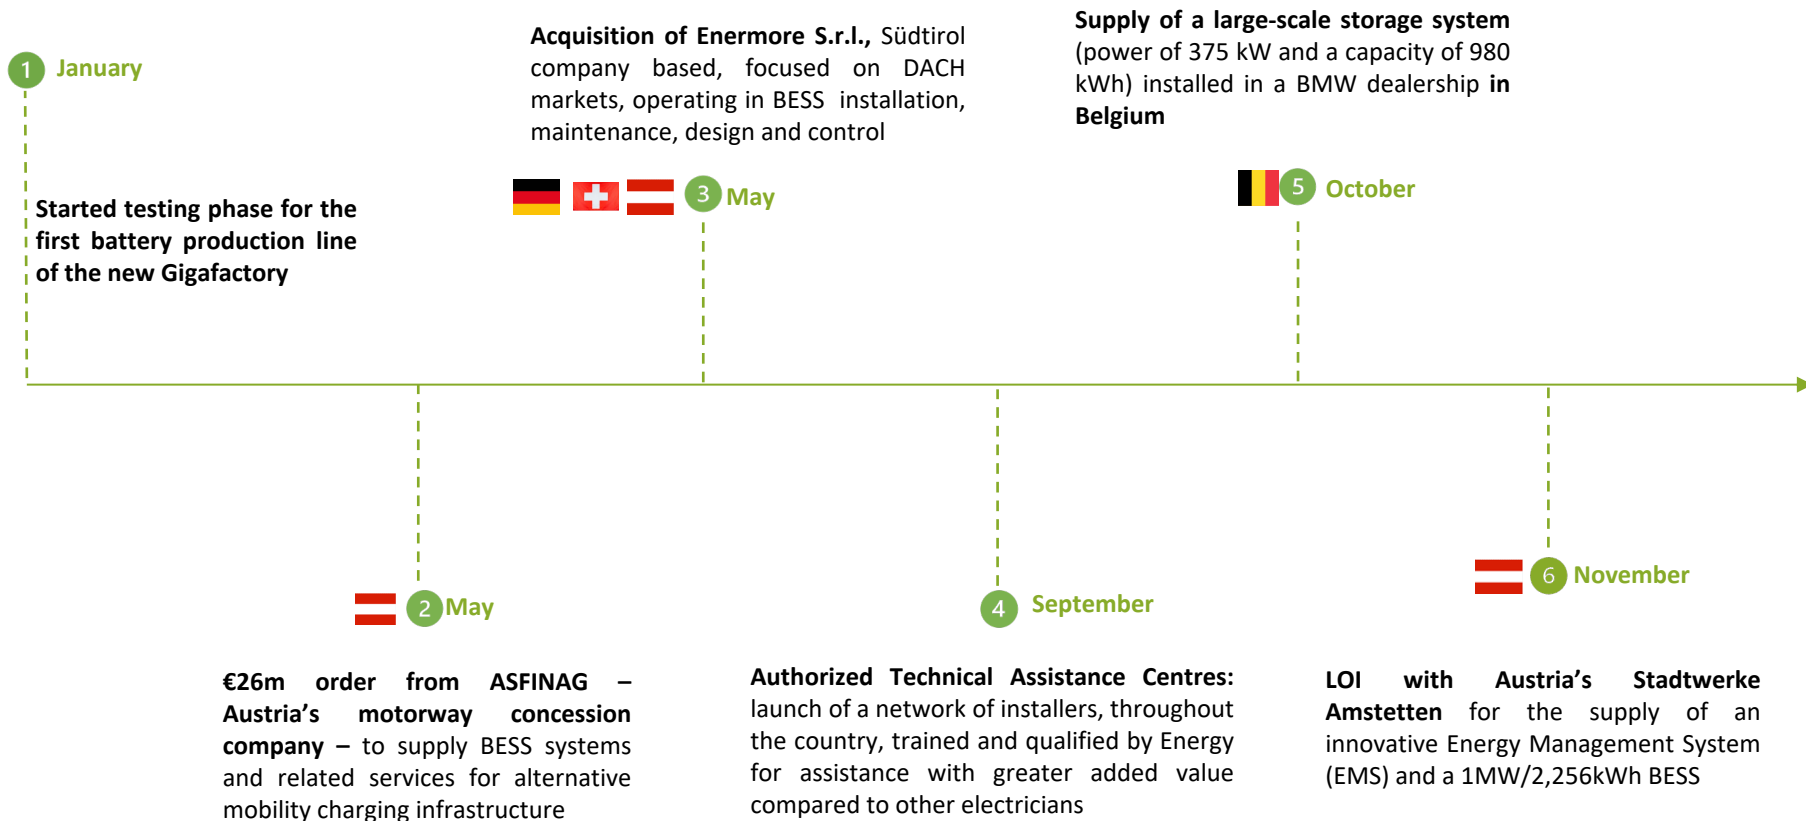 1 January
Started testing phase for the
first battery production line
of the new Gigafactory
2 May
€26m order from ASFINAG –
Austria’s motorway concession
company – to supply BESS systems
and related services for alternative
mobility charging infrastructure
Acquisition of Enermore S.r.l., Südtirol
company based, focused on DACH
markets, operating in BESS installation,
maintenance, design and control
3 May
4 September
Authorized Technical Assistance Centres:
launch of a network of installers, throughout
the country, trained and qualified by Energy
for assistance with greater added value
compared to other electricians
Supply of a large-scale storage system
(power of 375 kW and a capacity of 980
kWh) installed in a BMW dealership in
Belgium
5 October
6 November
LOI with Austria’s Stadtwerke
Amstetten for the supply of an
innovative Energy Management System
(EMS) and a 1MW/2,256kWh BESS